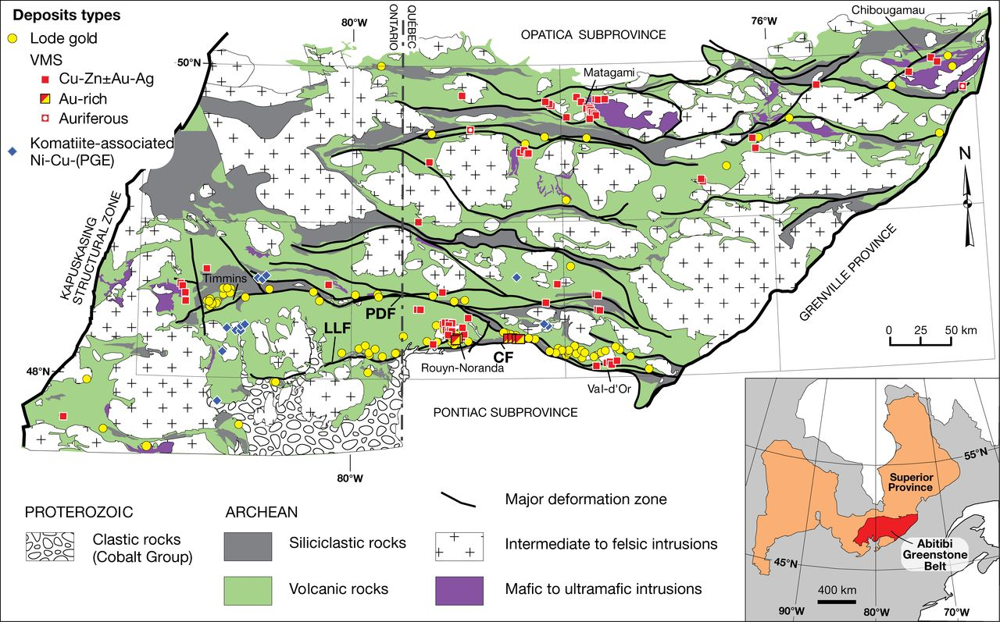 Deposits types
Lode gold
VMS
Cu-Zn±Au-Ag
Au-rich
Auriferous
Komatiite-associated
Ni-Cu-(PGE)
80°W
ONTARIO
QUÉBEC
OPATICA SUBPROVINCE
76°W
Chibougamau
50°N
Matagami
N
KAPUSKASING
STRUCTURAL ZONE
GRENVILLE PROVINCE
Timmins
PDF
LLF
CF
Rouyn-Noranda
Val-d'Or
0 25 50 km
48°N
PONTIAC SUBPROVINCE
80°W
PROTEROZOIC
Clastic rocks
(Cobalt Group)
ARCHEAN
Siliciclastic rocks
Volcanic rocks
Major deformation zone
Intermediate to felsic intrusions
Mafic to ultramafic intrusions
55°N
Superior
Province
Abitibi
Greenstone
Belt
45°N
400 km
90°W
80°W
70°W